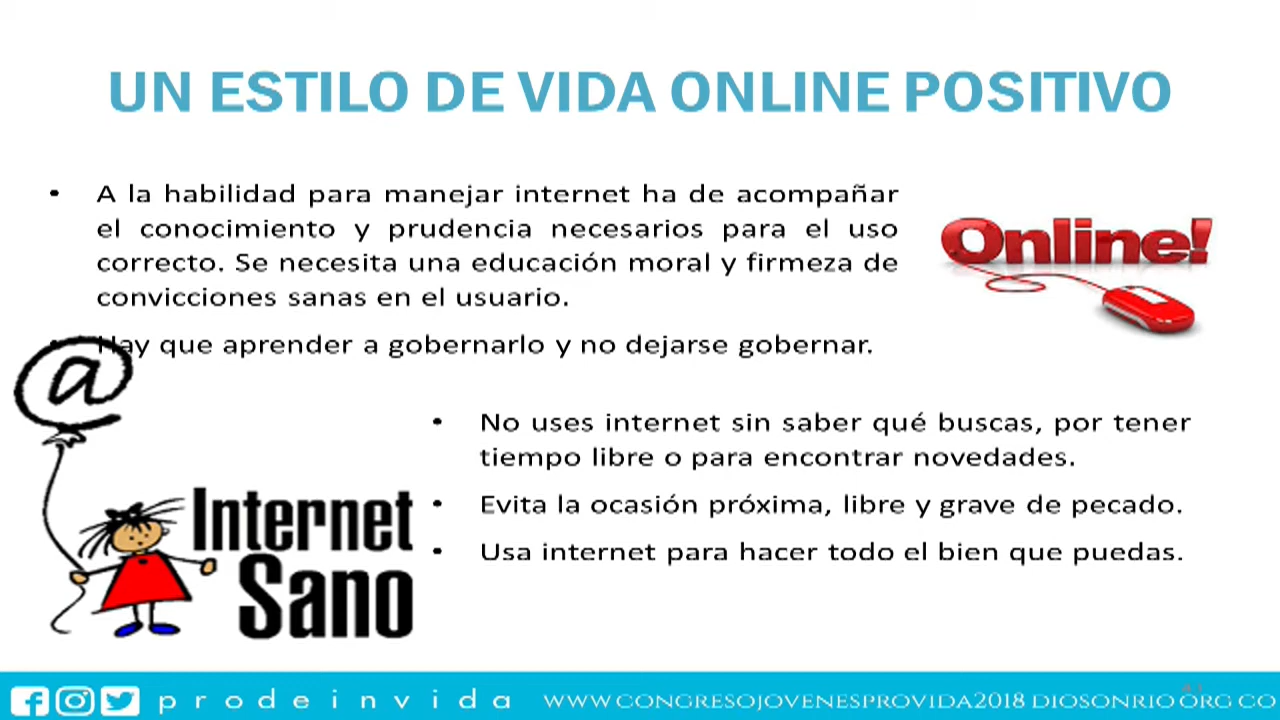 UN ESTILO DE VIDA ONLINE POSITIVO
• A la habilidad para manejar internet ha de acompañar
el conocimiento y prudencia necesarios para el uso
correcto. Se necesita una educación moral y firmeza de
convicciones sanas en el usuario.
Online!
• Hay que aprender a gobernarlo y no dejarse gobernar.
@
• No uses internet sin saber qué buscas, por tener
tiempo libre o para encontrar novedades.
• Evita la ocasión próxima, libre y grave de pecado.
• Usa internet para hacer todo el bien que puedas.
Internet
Sano
prodeinvida
WWW.CONGRESOJOVENESPROVIDA2018 DIOSONRIO ORG CO